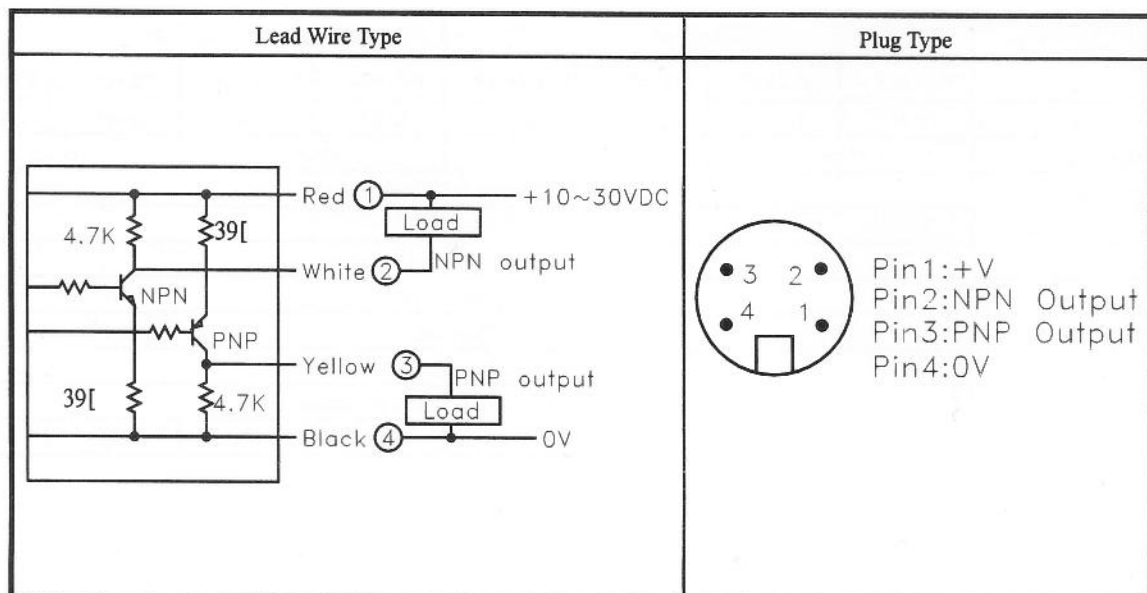 Lead Wire Type
Plug Type
Red ① +10~30VDC
4.7K
39[
Load
White ② NPN output
NPN
PNP
Yellow ③ PNP output
39[
4.7K
Load
Black ④ 0V
3 2
4 1
Pin1:+V
Pin2:NPN Output
Pin3:PNP Output
Pin4:0V